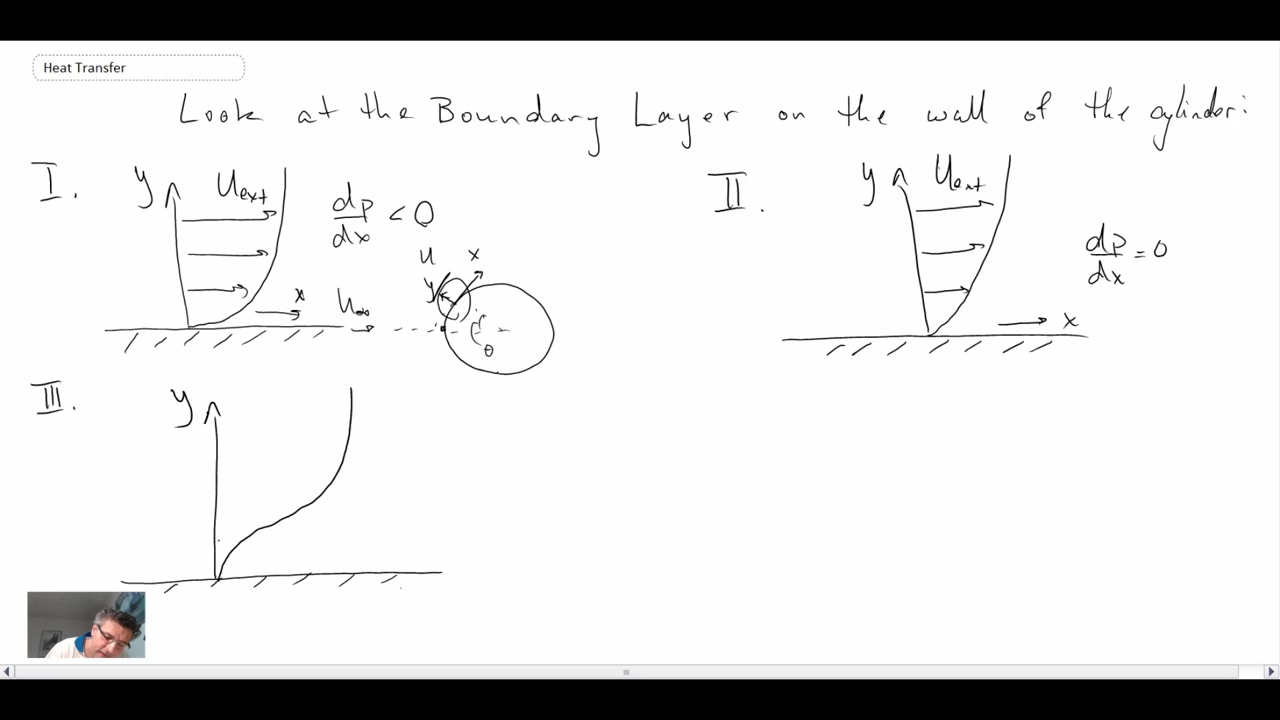 Heat Transfer
Look at the Boundary Layer on the wall of the cylinder:
I.
y
Uext
dp/dx < 0
x
U∞
u
y
x
θ
II.
y
Uext
dp/dx = 0
x
III.
y